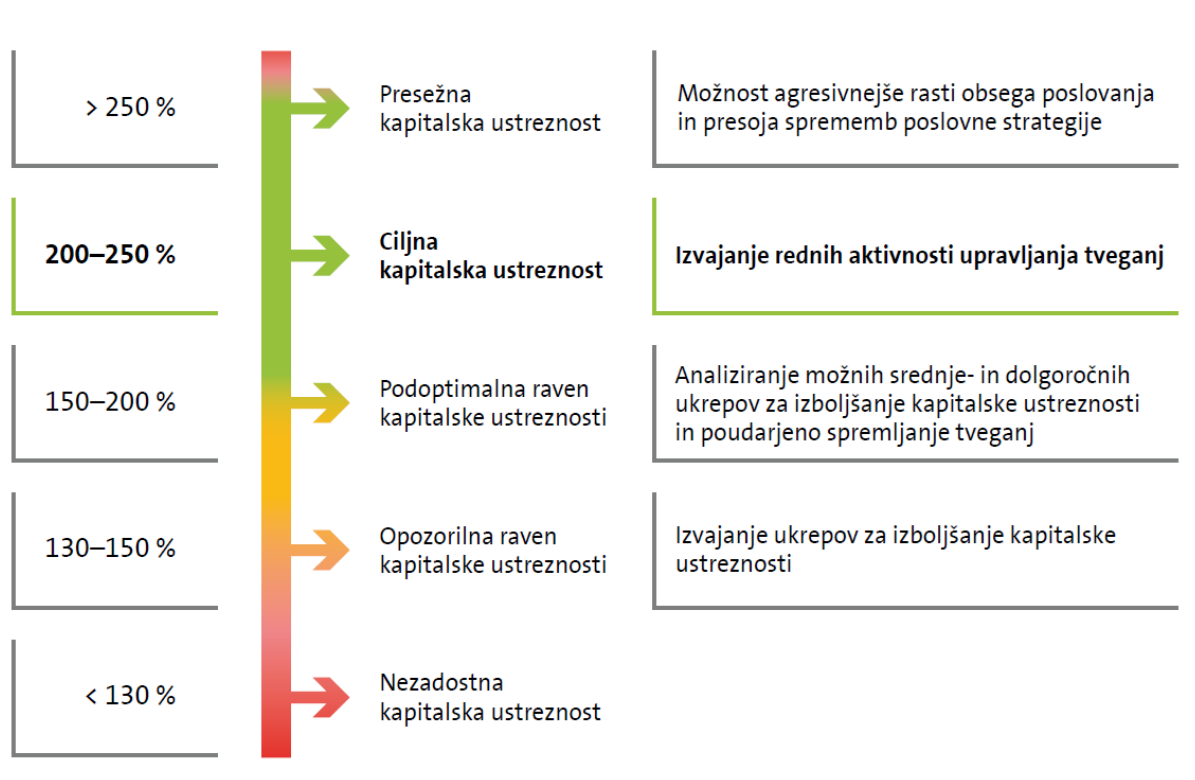 > 250 %
Presežna
kapitalska ustreznost
Možnost agresivnejše rasti obsega poslovanja
in presoja sprememb poslovne strategije
200–250 %
Ciljna
kapitalska ustreznost
Izvajanje rednih aktivnosti upravljanja tveganj
150–200 %
Podoptimalna raven
kapitalske ustreznosti
Analiziranje možnih srednje- in dolgoročnih
ukrepov za izboljšanje kapitalske ustreznosti
in poudarjeno spremljanje tveganj
130–150 %
Opozorilna raven
kapitalske ustreznosti
Izvajanje ukrepov za izboljšanje kapitalske
ustreznosti
< 130 %
Nezadostna
kapitalska ustreznost